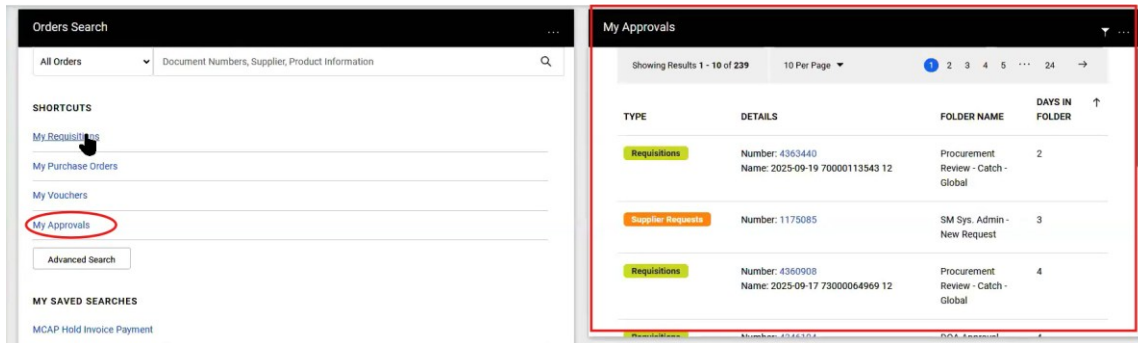 Orders Search
...
All Orders
Document Numbers, Supplier, Product Information
SHORTCUTS
My Requisitions
My Purchase Orders
My Vouchers
My Approvals
Advanced Search
MY SAVED SEARCHES
MCAP Hold Invoice Payment
My Approvals
...
Showing Results 1 - 10 of 239
10 Per Page
1 2 3 4 5 ... 24
TYPE
DETAILS
FOLDER NAME
DAYS IN
FOLDER
Requisitions
Number: 4363440
Name: 2025-09-19 70000113543 12
Procurement
Review - Catch -
Global
2
Supplier Requests
Number: 1175085
SM Sys. Admin -
New Request
3
Requisitions
Number: 4360908
Name: 2025-09-17 73000064969 12
Procurement
Review - Catch -
Global
4
Requisitions
Number: